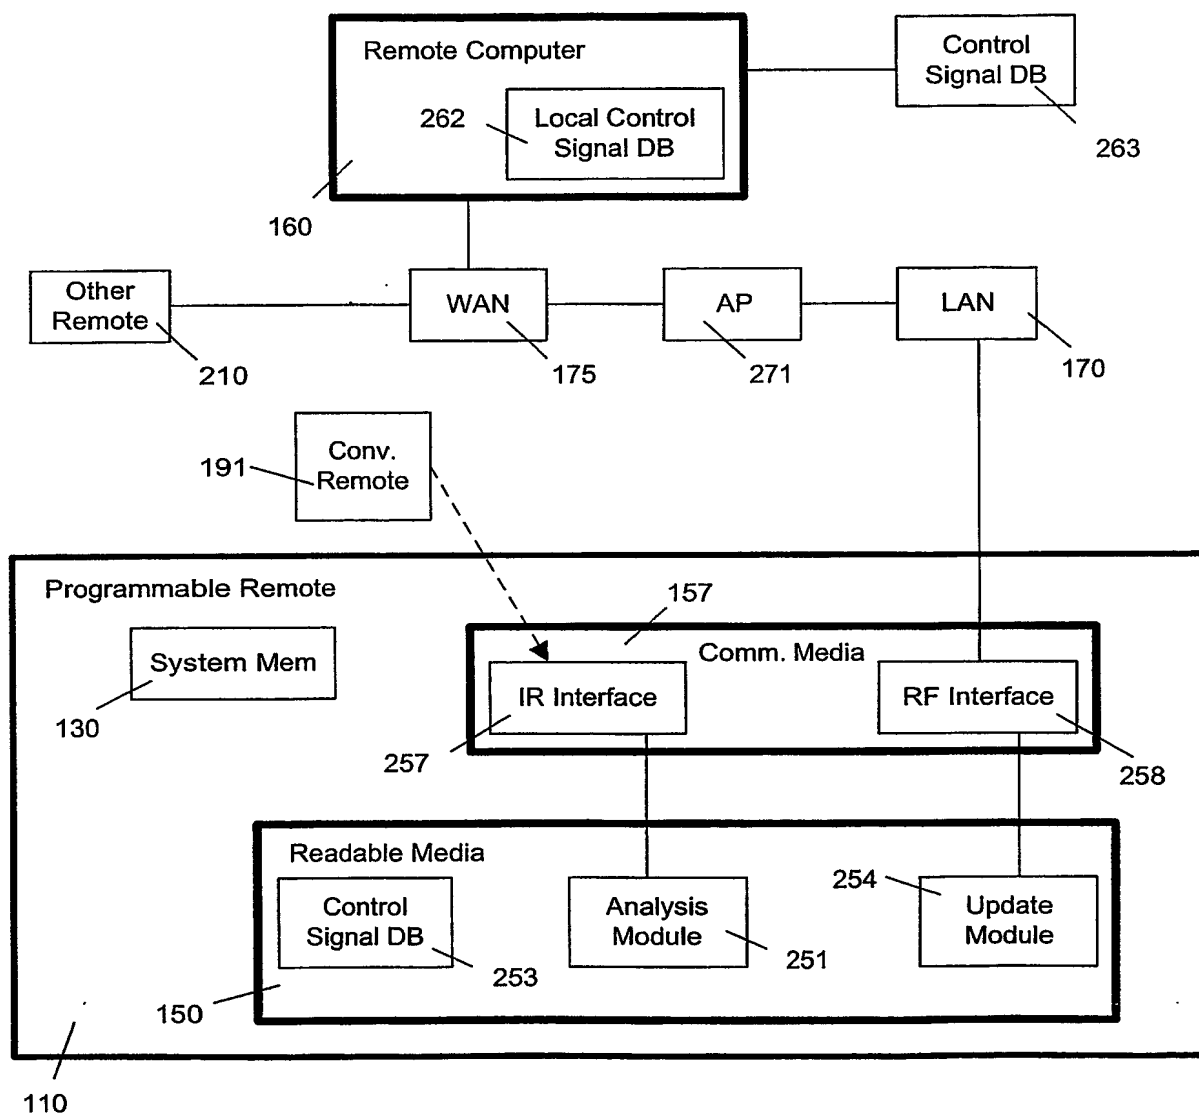 Remote Computer
Control
Signal DB
262
Local Control
Signal DB
263
160
Other
Remote
WAN
AP
LAN
210
175
271
170
Conv.
Remote
191
Programmable Remote
157
System Mem
Comm. Media
IR Interface
RF Interface
130
257
258
Readable Media
254
Control
Signal DB
Analysis
Module
Update
Module
253
251
150
110